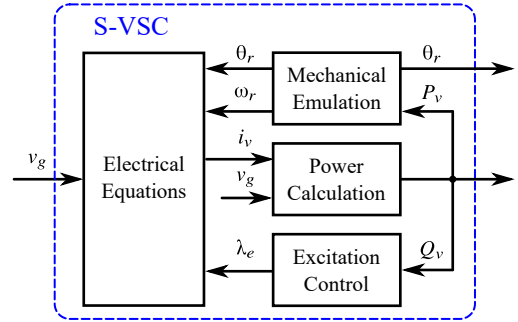 S-VSC
θr
Mechanical
Emulation
θr
ωr
Pv
vg
Electrical
Equations
iv
vg
Power
Calculation
λe
Excitation
Control
Qv